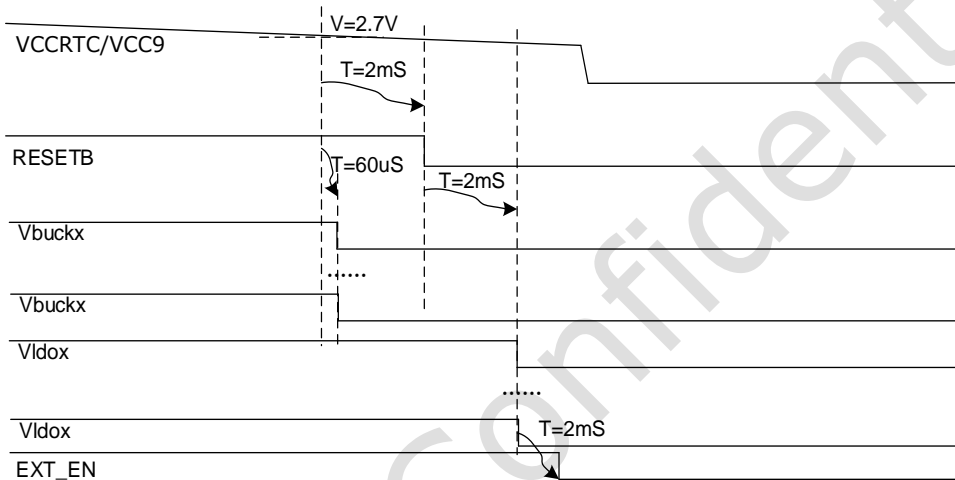 V=2.7V
VCCRTC/VCC9
T=2mS
RESETB
T=60uS
T=2mS
Vbuckx
......
Vbuckx
Vldox
......
Vldox
T=2mS
EXT_EN
Confident